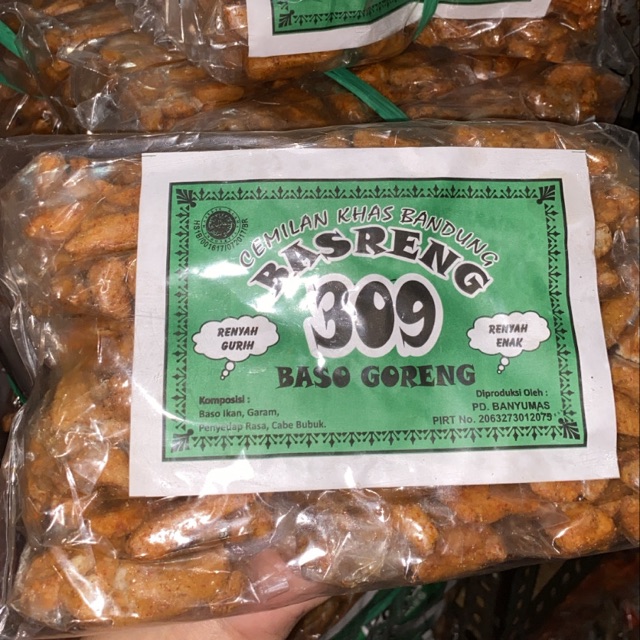 CEMILAN KHAS BANDUNG
BASRENG
309
BASO GORENG
RENYAH
GURIH
RENYAH
ENAK
Komposisi :
Baso Ikan, Garam,
Penyedap Rasa, Cabe Bubuk.
Diproduksi Oleh :
PD. BANYUMAS
PIRT No. 2063273012079